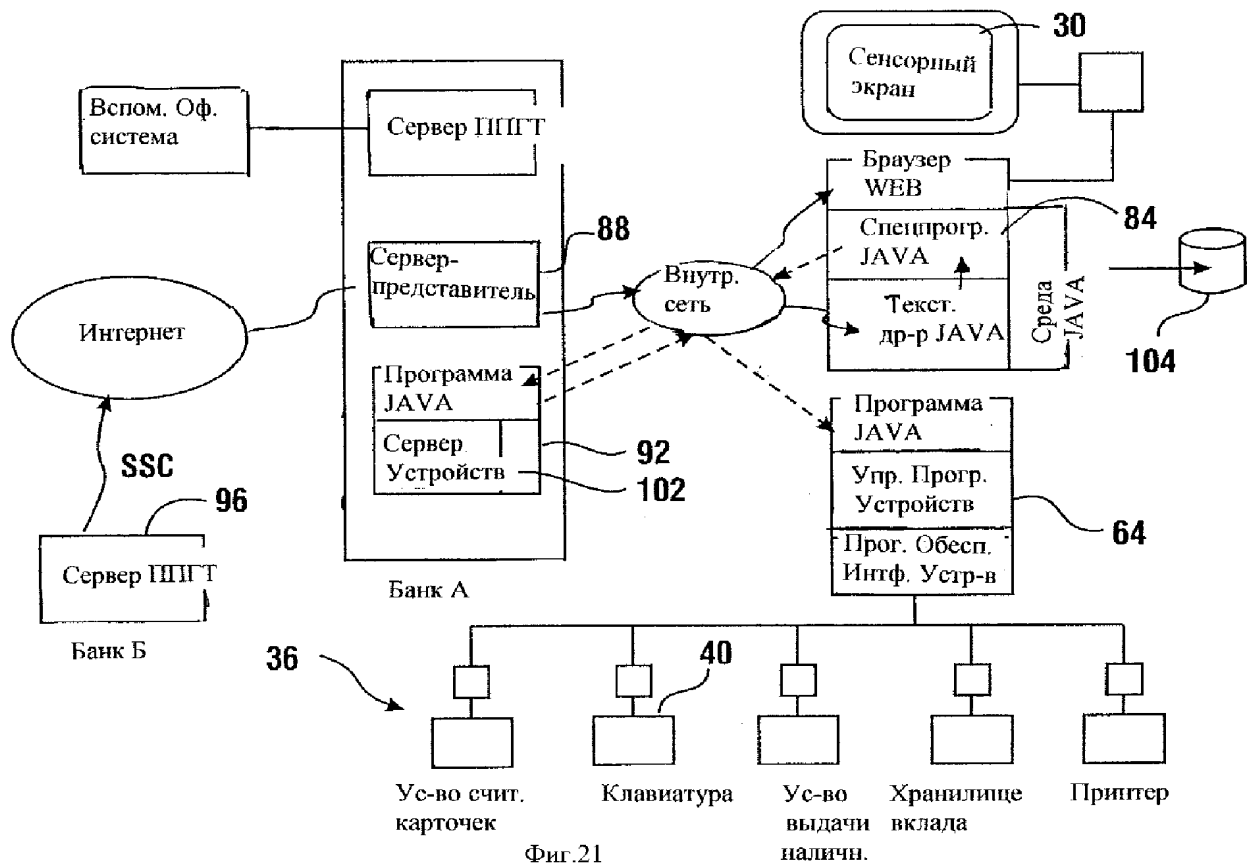 30
Сенсорный
экран
Вспом. Оф.
система
Сервер ППГТ
Браузер
WEB
84
Спецпрогр.
JAVA
88
Сервер-
представитель
Внутр.
сеть
Текст.
др-р JAVA
Среда
JAVA
104
Интернет
Программа
JAVA
Сервер
Устройств
92
102
Программа
JAVA
Упр. Прогр.
Устройств
64
Прог. Обесп.
Интф. Устр-в
SSC
96
Сервер ППГТ
Банк А
Банк Б
36
40
Ус-во счит.
карточек
Клавиатура
Ус-во
выдачи
наличн.
Хранилище
вклада
Принтер
Фиг.21